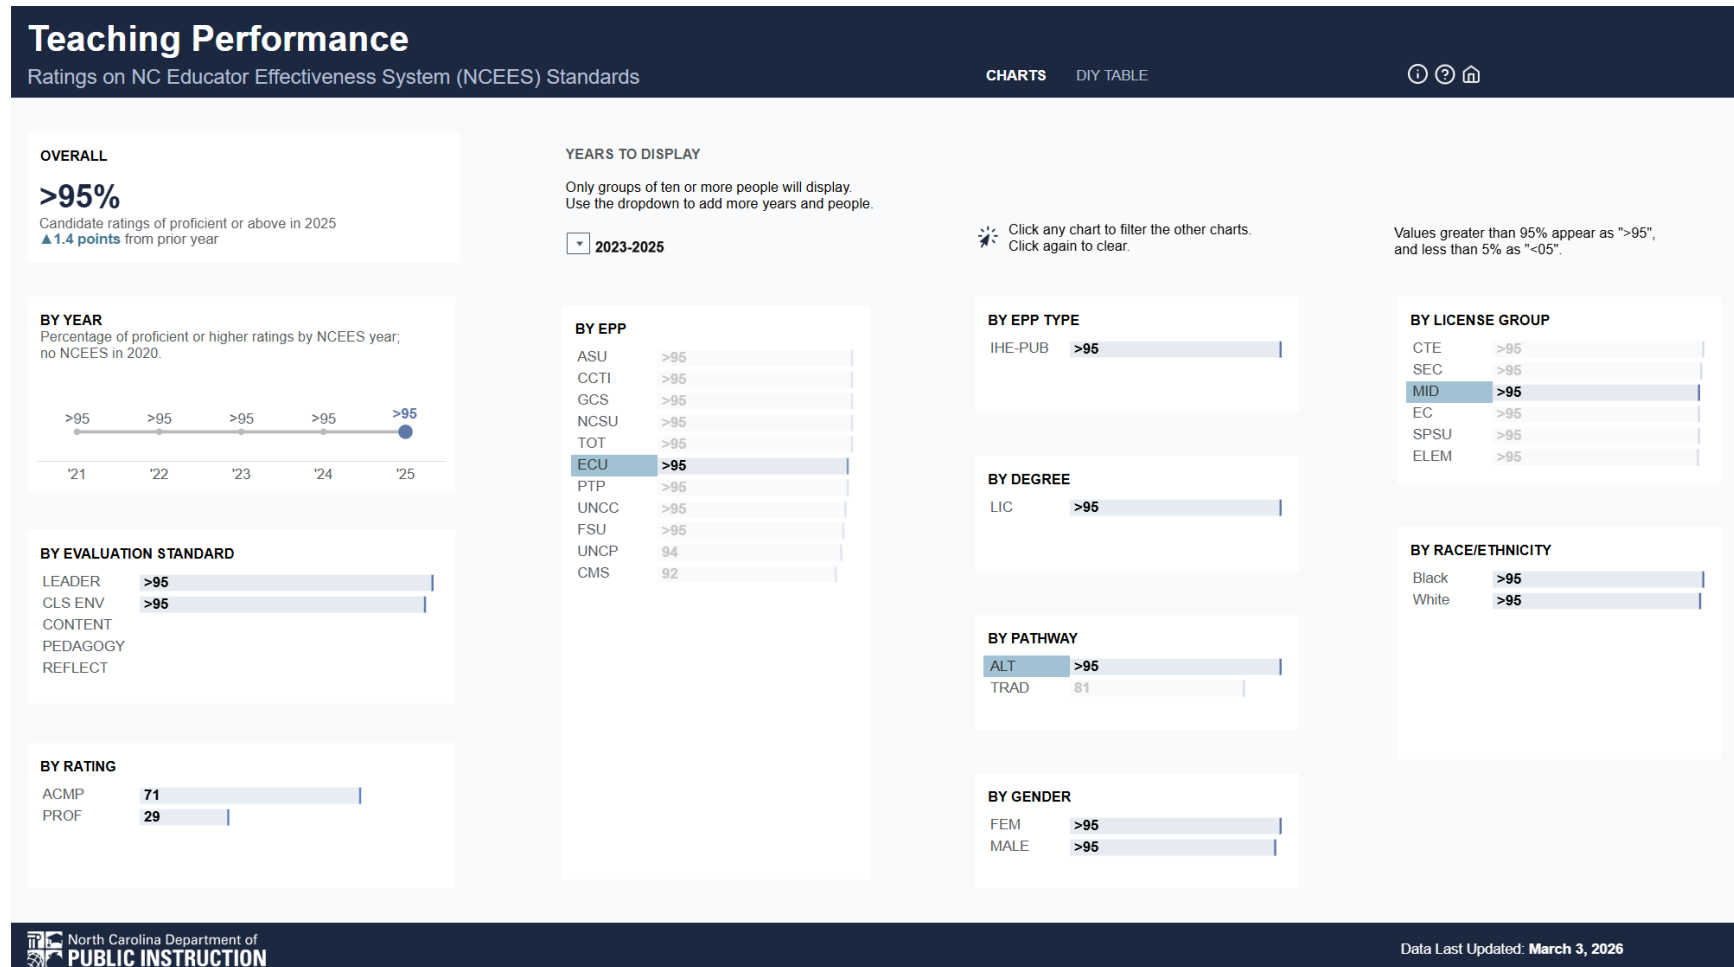 Teaching Performance
Ratings on NC Educator Effectiveness System (NCEES) Standards
CHARTS
DIY TABLE
OVERALL
>95%
Candidate ratings of proficient or above in 2025
▲1.4 points from prior year
YEARS TO DISPLAY
Only groups of ten or more people will display.
Use the dropdown to add more years and people.
2023-2025
Click any chart to filter the other charts.
Click again to clear.
Values greater than 95% appear as ">95",
and less than 5% as "<05".
BY YEAR
Percentage of proficient or higher ratings by NCEES year;
no NCEES in 2020.
>95 >95 >95 >95 >95
'21 '22 '23 '24 '25
BY EVALUATION STANDARD
LEADER >95
CLS ENV >95
CONTENT
PEDAGOGY
REFLECT
BY RATING
ACMP 71
PROF 29
BY EPP
ASU >95
CCTI >95
GCS >95
NCSU >95
TOT >95
ECU >95
PTP >95
UNCC >95
FSU >95
UNCP 94
CMS 92
BY EPP TYPE
IHE-PUB >95
BY DEGREE
LIC >95
BY PATHWAY
ALT >95
TRAD 81
BY GENDER
FEM >95
MALE >95
BY LICENSE GROUP
CTE >95
SEC >95
MID >95
EC >95
SPSU >95
ELEM >95
BY RACE/ETHNICITY
Black >95
White >95
North Carolina Department of
PUBLIC INSTRUCTION
Data Last Updated: March 3, 2026